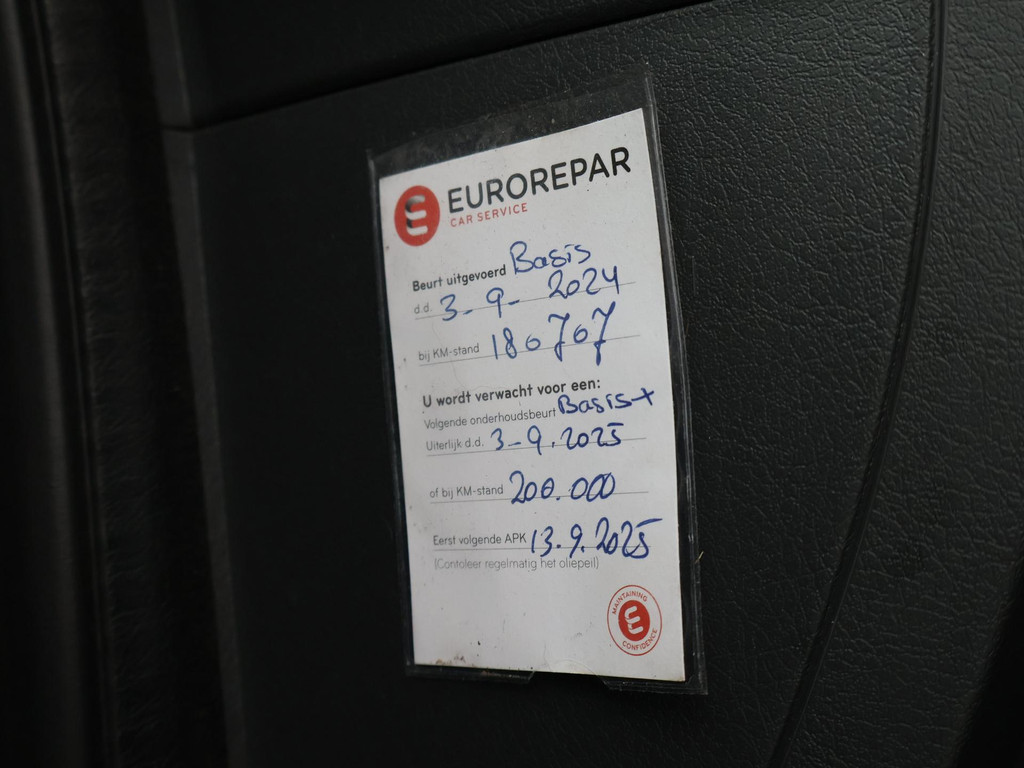 EUROREPAR
CAR SERVICE
Beurt uitgevoerd Basis
d.d. 3-9-2024
bij KM-stand 180707
U wordt verwacht voor een:
Volgende onderhoudsbeurt Basis+
Uiterlijk d.d. 3-9.2025
of bij KM-stand 200.000
Eerst volgende APK 13.9.2025
(Contoleer regelmatig het oliepeil)
MAINTAINING
CONFIDENCE